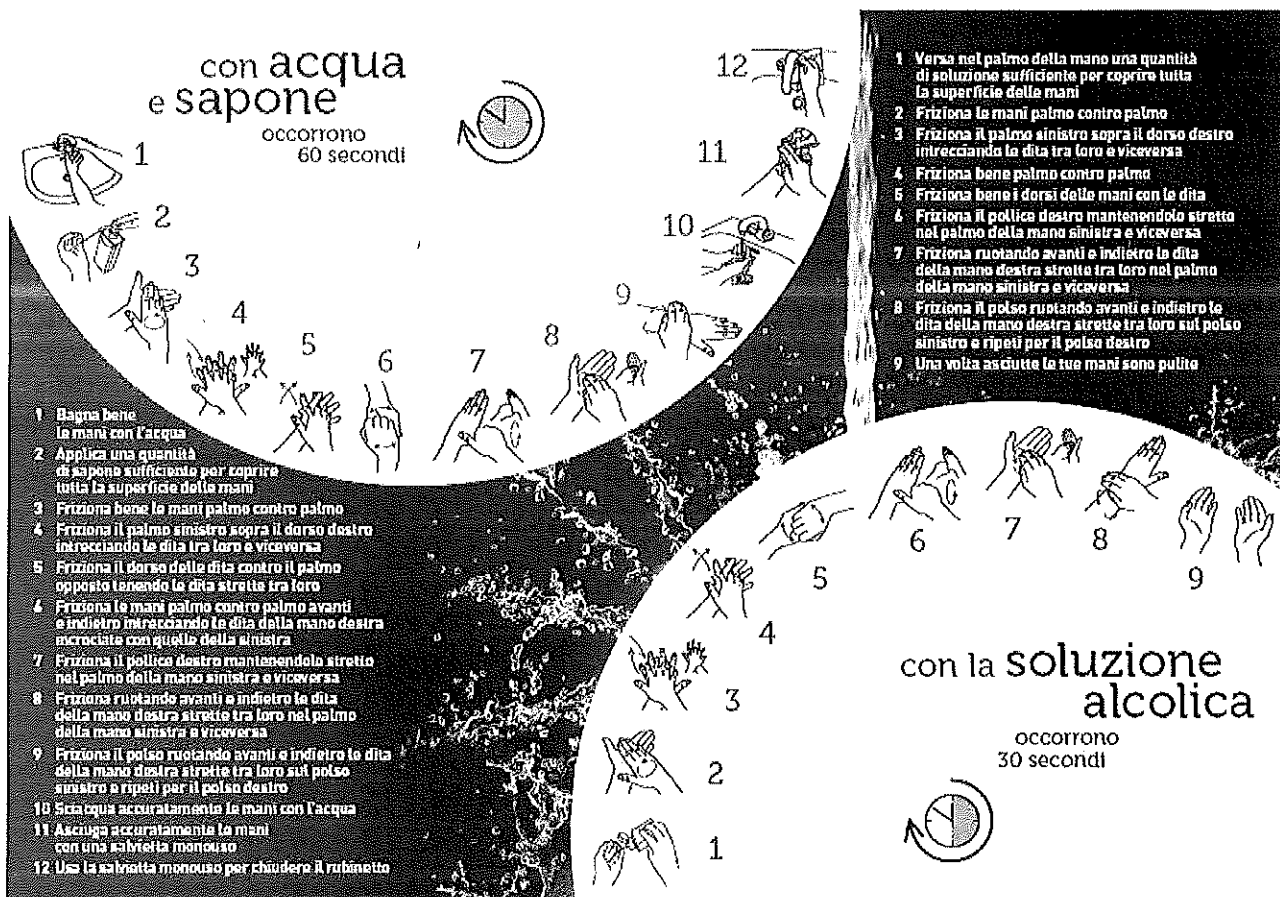 con acqua
e sapone
occorrono
60 secondi
1
2
3
4
5
6
7
8
9
10
11
12
1 Bagna bene
le mani con l'acqua
2 Applica una quantità
di sapone sufficiente per coprire
tutta la superficie delle mani
3 Friziona bene le mani palmo contro palmo
4 Friziona il palmo sinistro sopra il dorso destro
intrecciando le dita tra loro e viceversa
5 Friziona il dorso delle dita contro il palmo
opposto tenendo le dita strette tra loro
6 Friziona le mani palmo contro palmo avanti
e indietro intrecciando le dita della mano destra
incrociate con quelle della sinistra
7 Friziona il pollice destro mantenendolo stretto
nel palmo della mano sinistra e viceversa
8 Friziona ruotando avanti e indietro le dita
della mano destra strette tra loro nel palmo
della mano sinistra e viceversa
9 Friziona il polso ruotando avanti e indietro le dita
della mano destra strette tra loro sul polso
sinistro e ripeti per il polso destro
10 Sciacqua accuratamente le mani con l'acqua
11 Asciuga accuratamente le mani
con una salvietta monouso
12 Usa la salvietta monouso per chiudere il rubinetto
1 Versa nel palmo della mano una quantità
di soluzione sufficiente per coprire tutta
la superficie delle mani
2 Friziona le mani palmo contro palmo
3 Friziona il palmo sinistro sopra il dorso destro
intrecciando le dita tra loro e viceversa
4 Friziona bene palmo contro palmo
5 Friziona bene i dorsi delle mani con le dita
6 Friziona il pollice destro mantenendolo stretto
nel palmo della mano sinistra e viceversa
7 Friziona ruotando avanti e indietro le dita
della mano destra strette tra loro nel palmo
della mano sinistra e viceversa
8 Friziona il polso ruotando avanti e indietro le
dita della mano destra strette tra loro sul polso
sinistro e ripeti per il polso destro
9 Una volta asciutte le tue mani sono pulite
con la soluzione
alcolica
occorrono
30 secondi
1
2
3
4
5
6
7
8
9